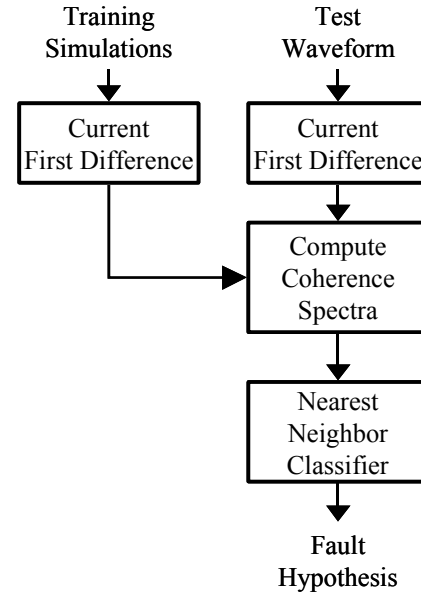 Training
Simulations
Test
Waveform
Current
First Difference
Current
First Difference
Compute
Coherence
Spectra
Nearest
Neighbor
Classifier
Fault
Hypothesis